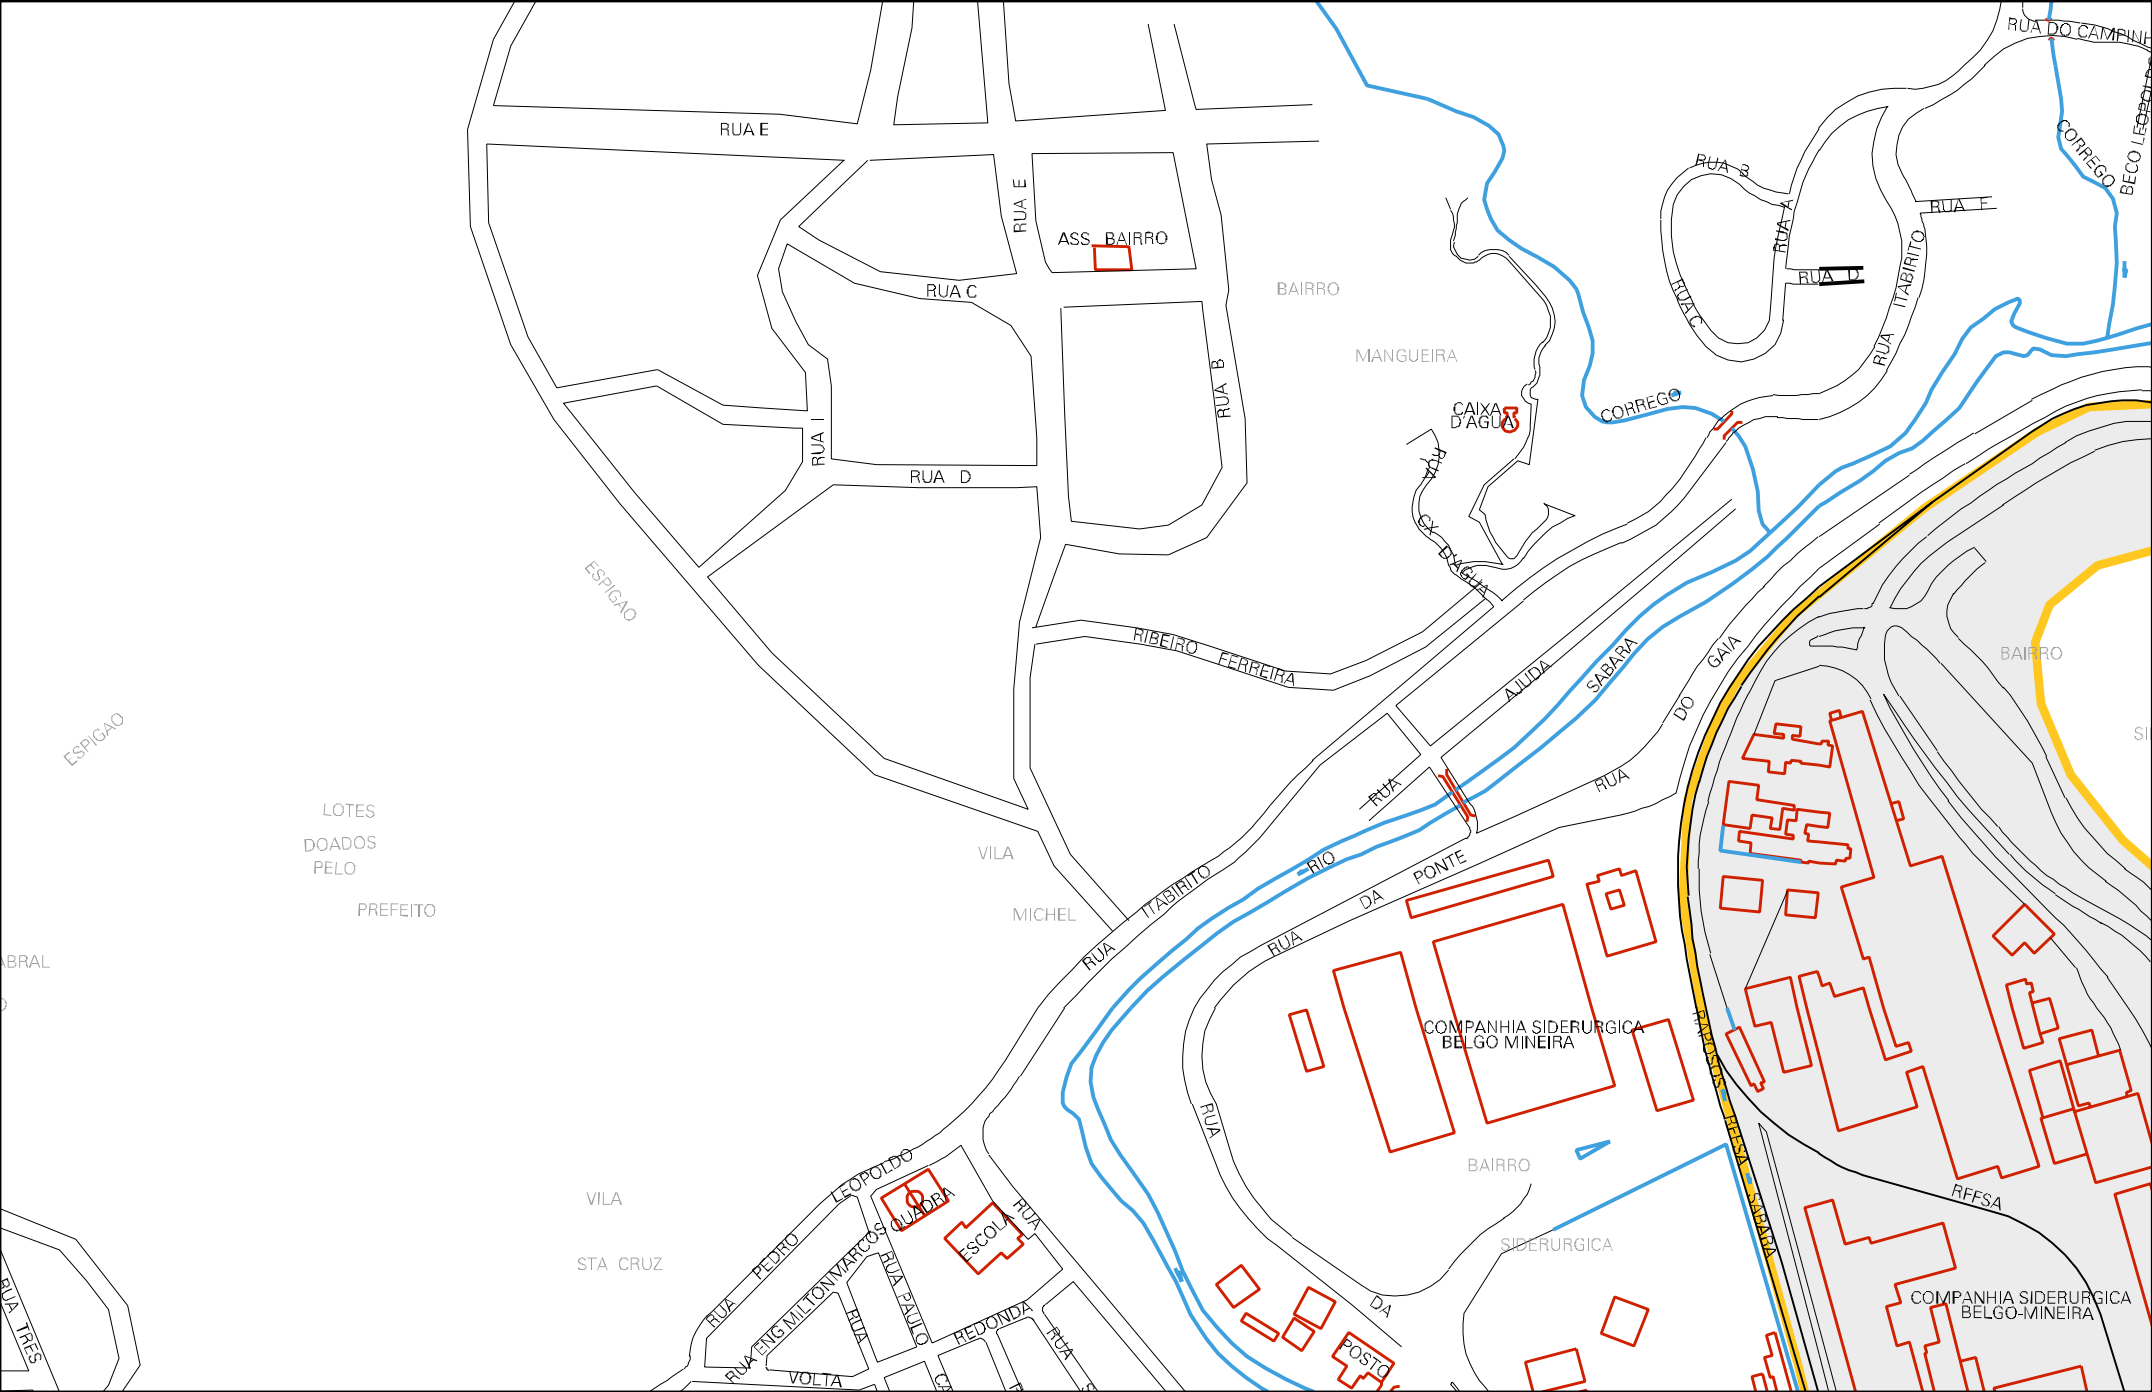 RUA DO CAMPINH
BECO LEOPOLDO
CORREGO
RUA E
RUA E
RUA B
RUA A
RUA F
RUA D
RUA C
RUA ITABIRITO
ASS BAIRRO
RUA C
BAIRRO
MANGUEIRA
RUA B
RUA I
RUA D
CAIXA
D'AGUA
CORREGO
RUA CX D'AGUA
ESPIGAO
RIBEIRO FERREIRA
RUA AJUDA
RIO SABARA
RUA DO GAIA
BAIRRO
SI
ESPIGAO
LOTES
DOADOS
PELO
PREFEITO
ABRAL
VILA
MICHEL
RUA ITABIRITO
RUA DA PONTE
COMPANHIA SIDERURGICA
BELGO MINEIRA
RAPOSOS RFFSA SABARA
RFFSA
RUA DA
BAIRRO
SIDERURGICA
VILA
STA CRUZ
RUA PEDRO LEOPOLDO
QUADRA
ESCOLA
RUA
RUA ENG MILTON MARCOS
RUA PAULO
RUA
REDONDA
RUA
VOLTA
CA
RUA TRES
POSTO
COMPANHIA SIDERURGICA
BELGO-MINEIRA